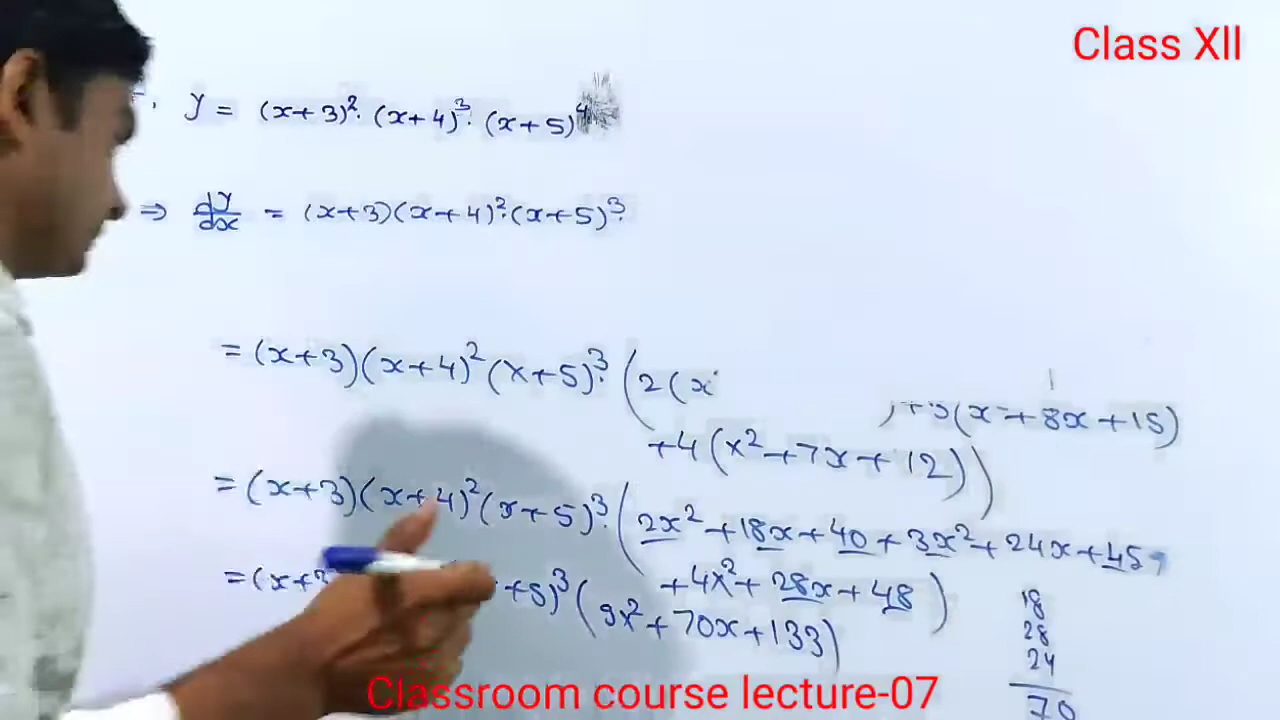 Class XII
y = (x+3)². (x+4)³. (x+5)⁴
⇒ dy/dx = (x+3)(x+4)².(x+5)³.
= (x+3)(x+4)² (x+5)³. (2(x
(x + 8x + 15)
+4(x² + 7x + 12))
= (x+3)(x+4)² (x+5)³. (2x² + 18x + 40 + 3x² + 24x + 45
+ 4x² + 28x + 48)
= (x+3 +5)³ (9x² + 70x + 133)
18
28
24
70
Classroom course lecture-07